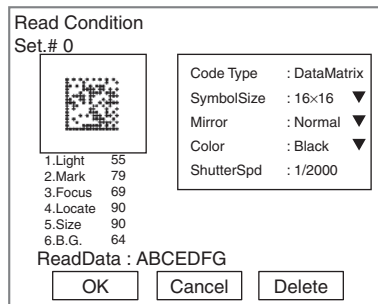 Read Condition
Set.# 0
Code Type : DataMatrix
SymbolSize : 16×16 ▼
Mirror : Normal ▼
Color : Black ▼
ShutterSpd : 1/2000
1.Light 55
2.Mark 79
3.Focus 69
4.Locate 90
5.Size 90
6.B.G. 64
ReadData : ABCEDFG
OK Cancel Delete